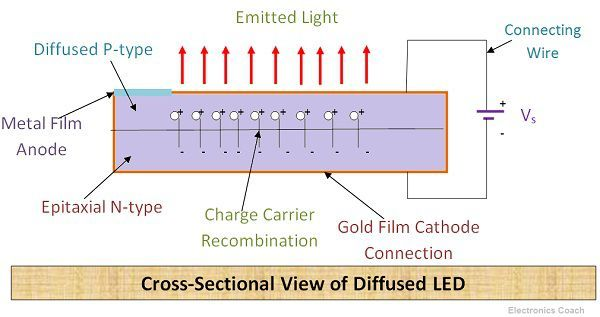 Emitted Light
Diffused P-type
Connecting
Wire
+ + + + + + + + +
+
Metal Film
Anode
Vs
- - - - - - - - -
-
Epitaxial N-type
Charge Carrier
Recombination
Gold Film Cathode
Connection
Cross-Sectional View of Diffused LED
Electronics Coach